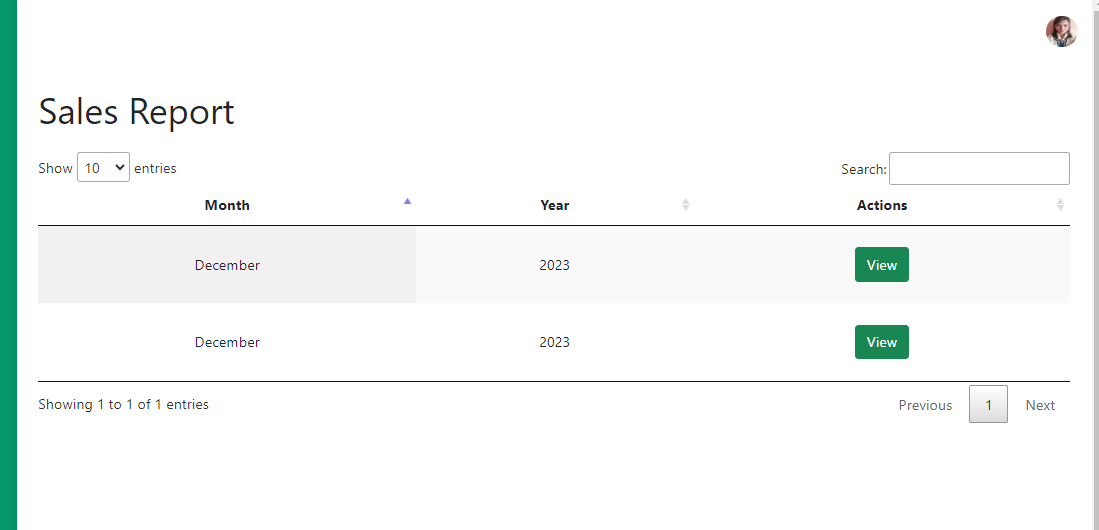 Sales Report
Show 10 entries
Search:
Month Year Actions
December 2023 View
December 2023 View
Showing 1 to 1 of 1 entries
Previous 1 Next